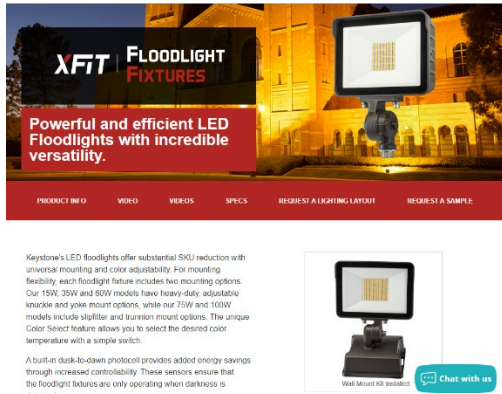 XFiT | FLOODLIGHT
FIXTURES
Powerful and efficient LED
Floodlights with incredible
versatility.
PRODUCT INFO VIDEO VIDEOS SPECS REQUEST A LIGHTING LAYOUT REQUEST A SAMPLE
Keystone's LED floodlights offer substantial SKU reduction with
universal mounting and color adjustability. For mounting
flexibility, each floodlight fixture includes two mounting options.
Our 15W, 35W and 60W models have heavy-duty, adjustable
knuckle and yoke mount options, while our 75W and 100W
models include slipfitter and trunnion mount options. The unique
Color Select feature allows you to select the desired color
temperature with a simple switch.
A built-in dusk-to-dawn photocell provides added energy savings
through increased controllability. These sensors ensure that
the floodlight fixtures are only operating when darkness is
Wall Mount Kit Installed
Chat with us